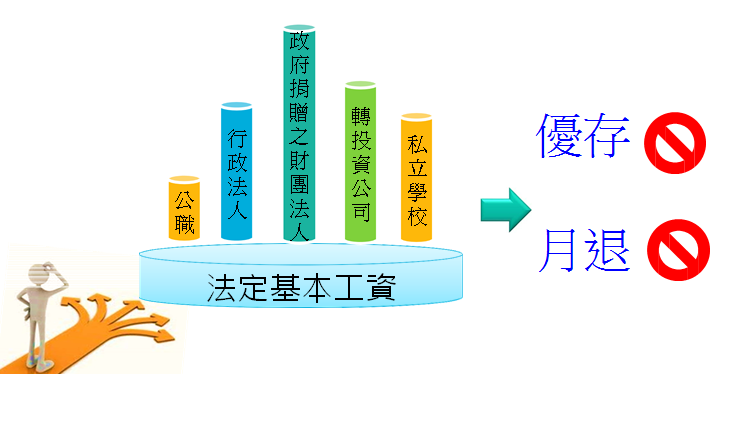 公職
行政法人
政府捐贈之財團法人
轉投資公司
私立學校
法定基本工資
優存
月退